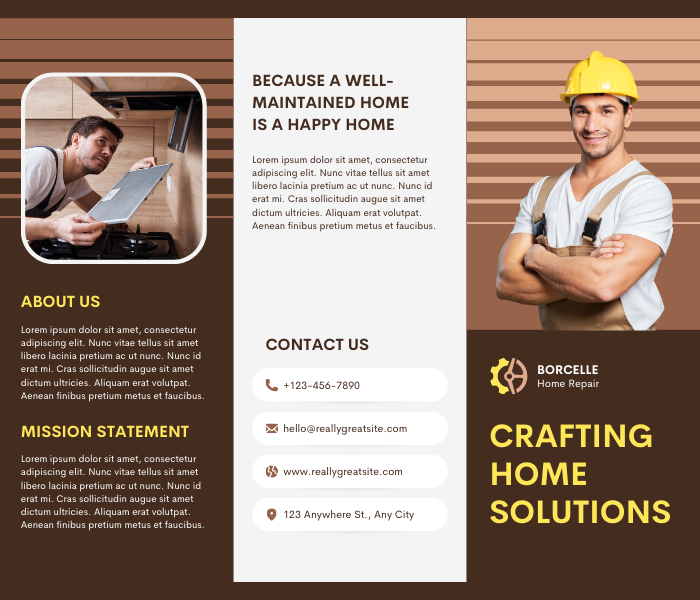 ABOUT US
Lorem ipsum dolor sit amet, consectetur
adipiscing elit. Nunc vitae tellus sit amet
libero lacinia pretium ac ut nunc. Nunc id
erat mi. Cras sollicitudin augue sit amet
dictum ultricies. Aliquam erat volutpat.
Aenean finibus pretium metus et faucibus.
MISSION STATEMENT
Lorem ipsum dolor sit amet, consectetur
adipiscing elit. Nunc vitae tellus sit amet
libero lacinia pretium ac ut nunc. Nunc id
erat mi. Cras sollicitudin augue sit amet
dictum ultricies. Aliquam erat volutpat.
Aenean finibus pretium metus et faucibus.
BECAUSE A WELL-
MAINTAINED HOME
IS A HAPPY HOME
Lorem ipsum dolor sit amet, consectetur
adipiscing elit. Nunc vitae tellus sit amet
libero lacinia pretium ac ut nunc. Nunc id
erat mi. Cras sollicitudin augue sit amet
dictum ultricies. Aliquam erat volutpat.
Aenean finibus pretium metus et faucibus.
CONTACT US
+123-456-7890
hello@reallygreatsite.com
www.reallygreatsite.com
123 Anywhere St., Any City
BORCELLE
Home Repair
CRAFTING
HOME
SOLUTIONS